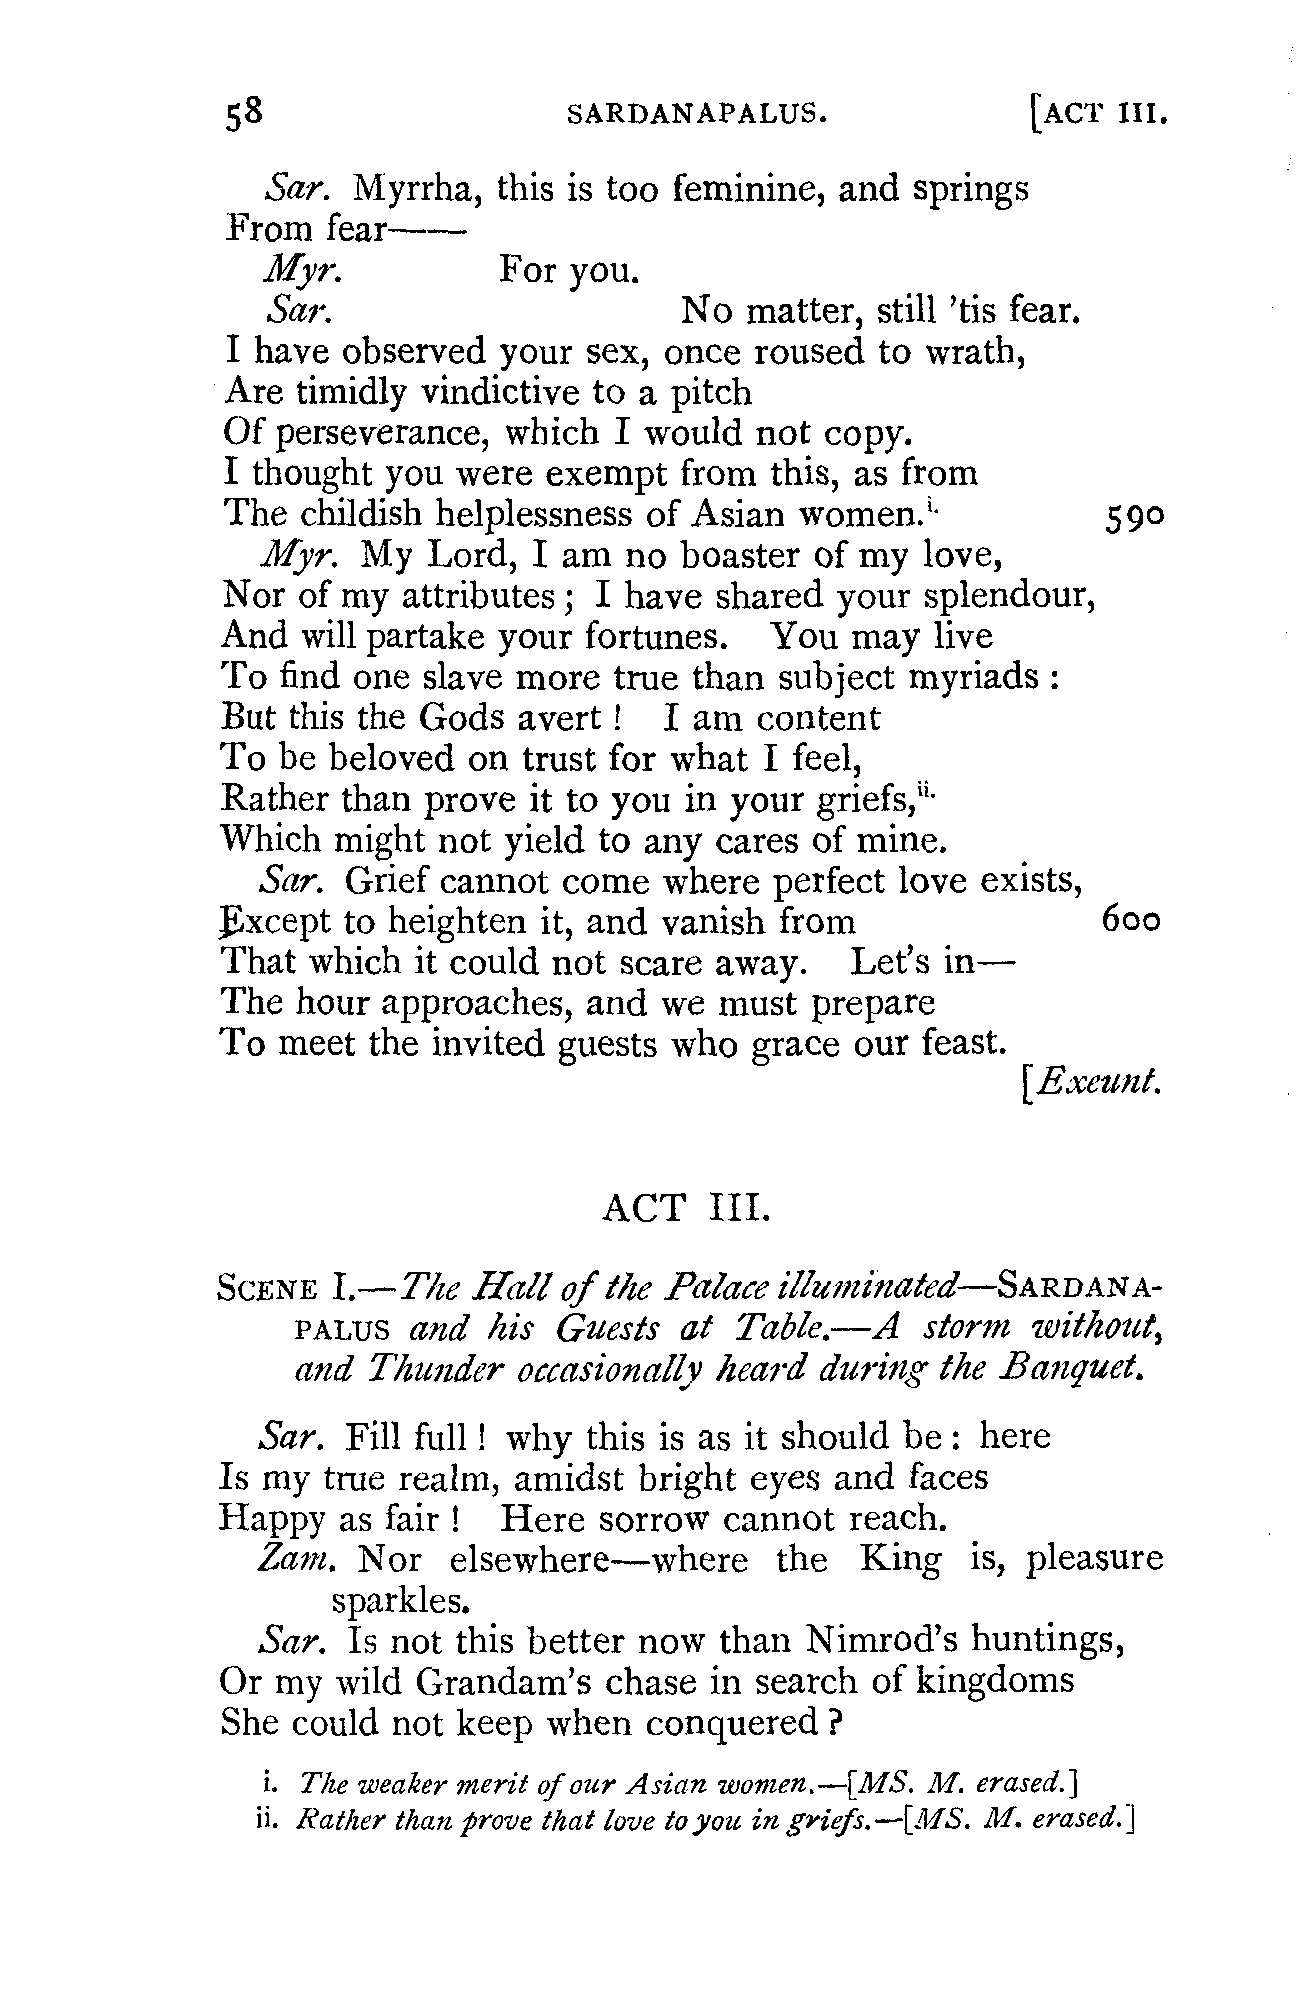 58 SARDANAPALUS. [ACT III.
Sar. Myrrha, this is too feminine, and springs
From fear——
Myr. For you.
Sar. No matter, still 'tis fear.
I have observed your sex, once roused to wrath,
Are timidly vindictive to a pitch
Of perseverance, which I would not copy.
I thought you were exempt from this, as from
The childish helplessness of Asian women.i. 590
Myr. My Lord, I am no boaster of my love,
Nor of my attributes; I have shared your splendour,
And will partake your fortunes. You may live
To find one slave more true than subject myriads:
But this the Gods avert! I am content
To be beloved on trust for what I feel,
Rather than prove it to you in your griefs,ii.
Which might not yield to any cares of mine.
Sar. Grief cannot come where perfect love exists,
Except to heighten it, and vanish from 600
That which it could not scare away. Let's in—
The hour approaches, and we must prepare
To meet the invited guests who grace our feast.
[Exeunt.
ACT III.
SCENE I.—The Hall of the Palace illuminated—SARDANA-
PALUS and his Guests at Table.—A storm without,
and Thunder occasionally heard during the Banquet.
Sar. Fill full! why this is as it should be: here
Is my true realm, amidst bright eyes and faces
Happy as fair! Here sorrow cannot reach.
Zam. Nor elsewhere—where the King is, pleasure
sparkles.
Sar. Is not this better now than Nimrod's huntings,
Or my wild Grandam's chase in search of kingdoms
She could not keep when conquered?
i. The weaker merit of our Asian women.—[MS. M. erased.]
ii. Rather than prove that love to you in griefs.—[MS. M. erased.]